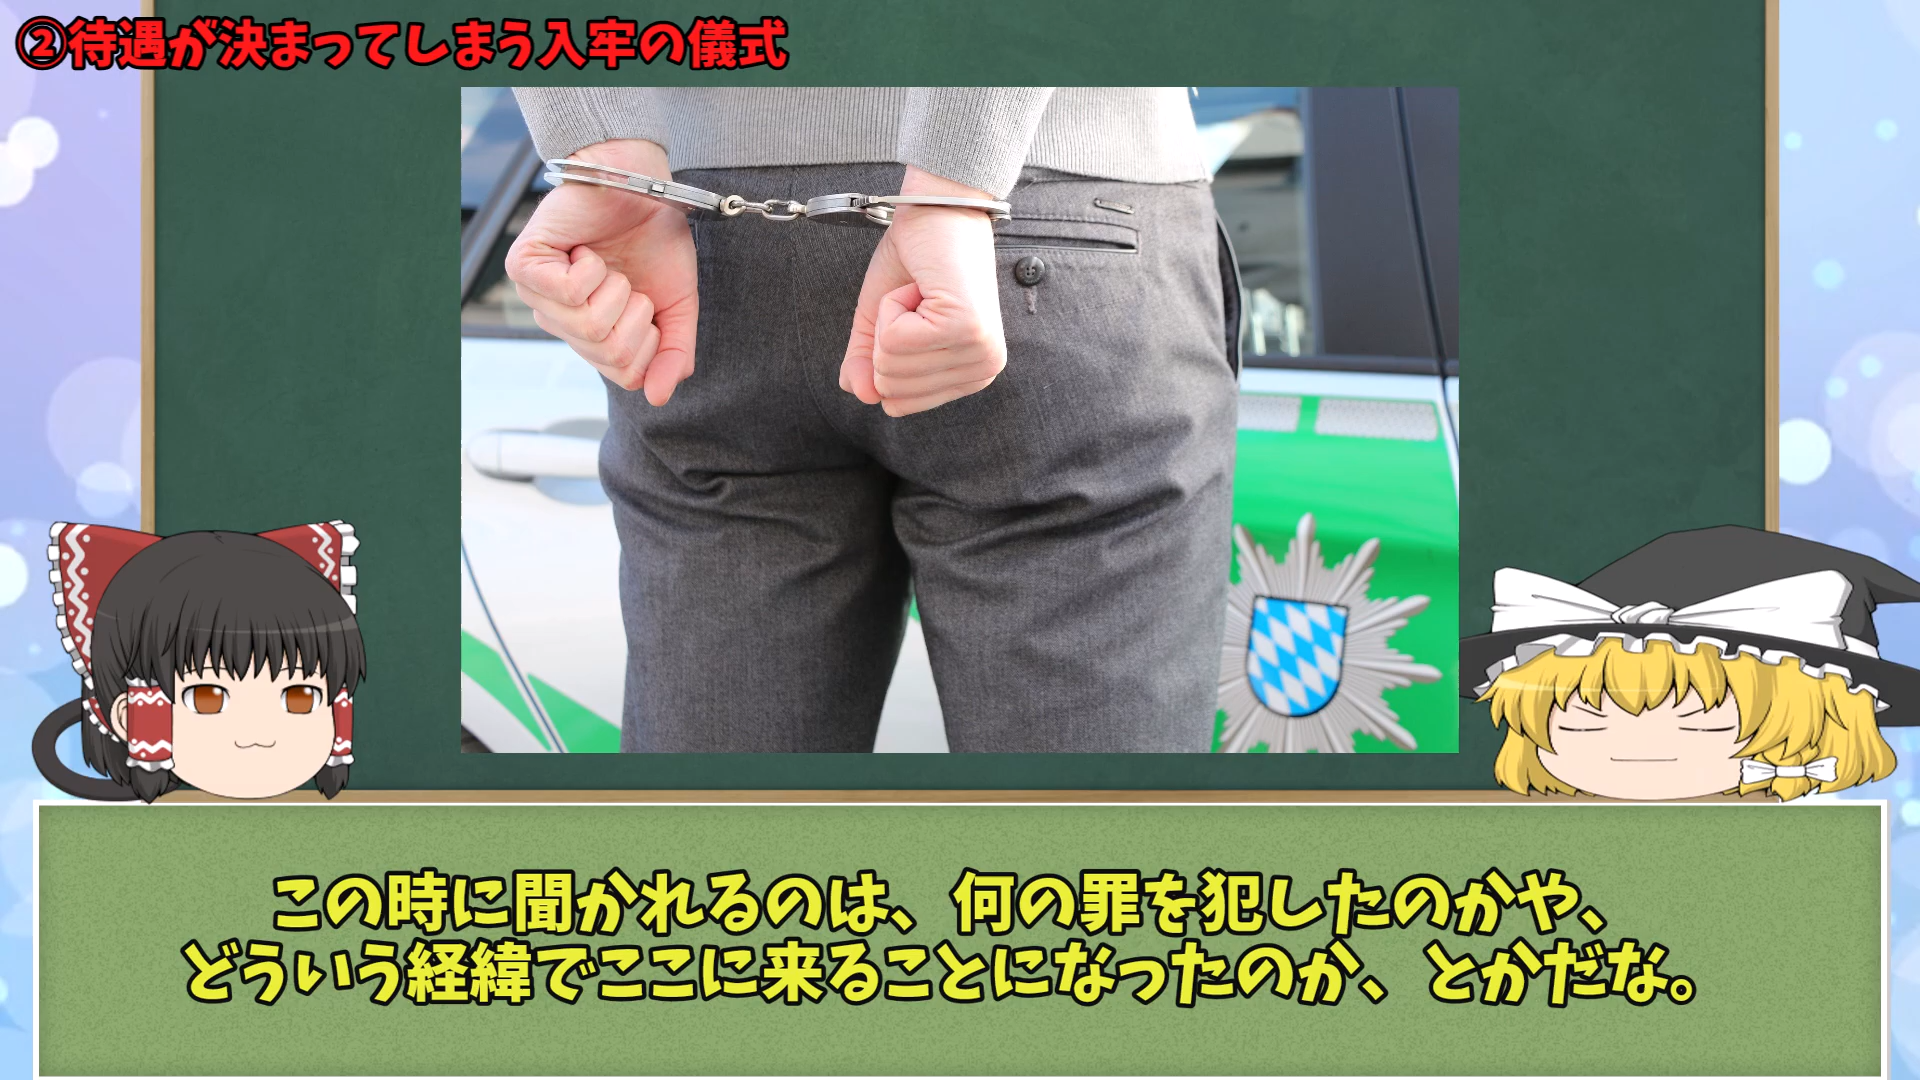 ②待遇が決まってしまう入牢の儀式
この時に聞かれるのは、何の罪を犯したのかや、
どういう経緯でここに来ることになったのか、とかだな。